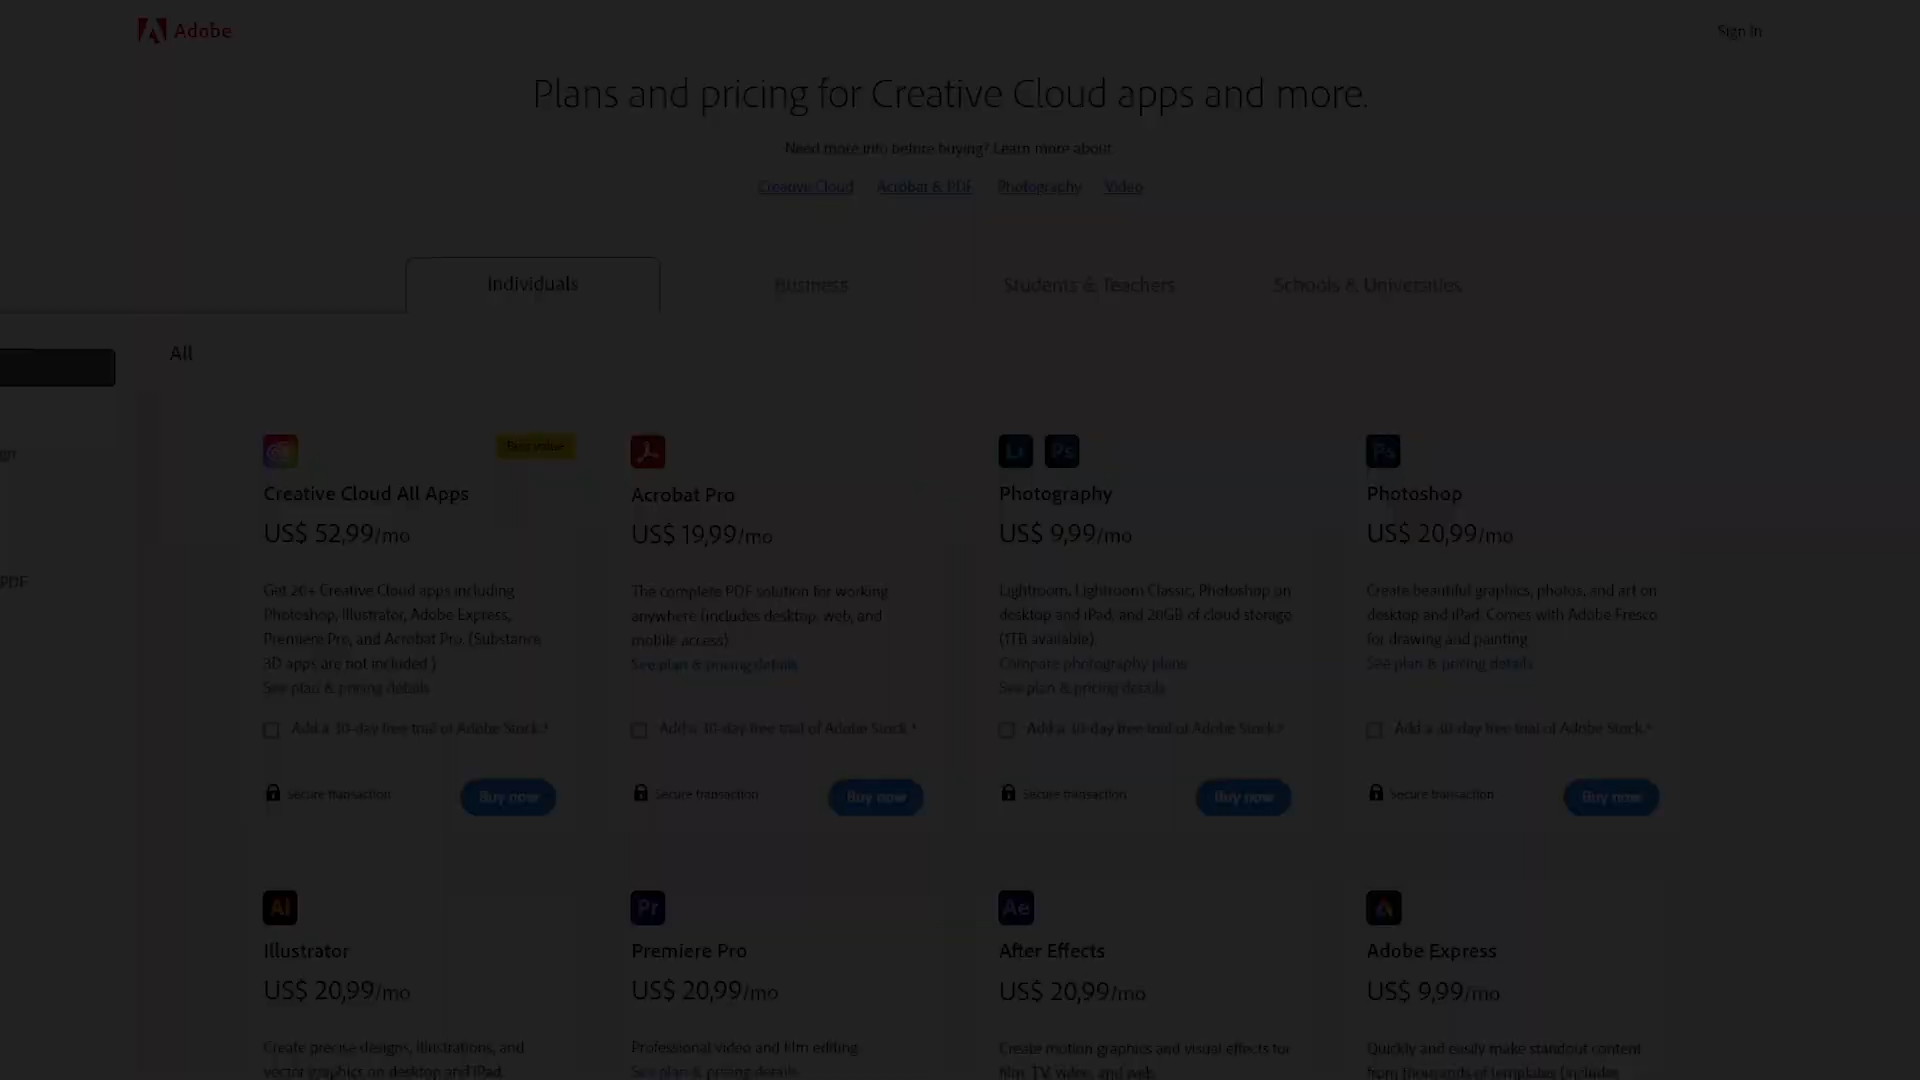 Adobe
Sign In
Plans and pricing for Creative Cloud apps and more.
Need more info before buying? Learn more about
Creative Cloud Acrobat & PDF Photography Video
Individuals Business Students & Teachers Schools & Universities
All
PDF
Best value
Creative Cloud All Apps
US$ 52,99/mo
Get 20+ Creative Cloud apps including
Photoshop, Illustrator, Adobe Express,
Premiere Pro, and Acrobat Pro. (Substance
3D apps are not included.)
See plan & pricing details
Add a 30-day free trial of Adobe Stock.*
Secure transaction
Buy now
Acrobat Pro
US$ 19,99/mo
The complete PDF solution for working
anywhere (includes desktop, web, and
mobile access).
See plan & pricing details
Add a 30-day free trial of Adobe Stock.*
Secure transaction
Buy now
Lr Ps
Photography
US$ 9,99/mo
Lightroom, Lightroom Classic, Photoshop on
desktop and iPad, and 20GB of cloud storage
(1TB available).
Compare photography plans
See plan & pricing details
Add a 30-day free trial of Adobe Stock.*
Secure transaction
Buy now
Ps
Photoshop
US$ 20,99/mo
Create beautiful graphics, photos, and art on
desktop and iPad. Comes with Adobe Fresco
for drawing and painting.
See plan & pricing details
Add a 30-day free trial of Adobe Stock.*
Secure transaction
Buy now
Ai
Illustrator
US$ 20,99/mo
Create precise designs, illustrations, and
vector graphics on desktop and iPad.
Pr
Premiere Pro
US$ 20,99/mo
Professional video and film editing.
See plan & pricing details
Ae
After Effects
US$ 20,99/mo
Create motion graphics and visual effects for
film, TV, video, and web.
Adobe Express
US$ 9,99/mo
Quickly and easily make standout content
from thousands of templates (includes